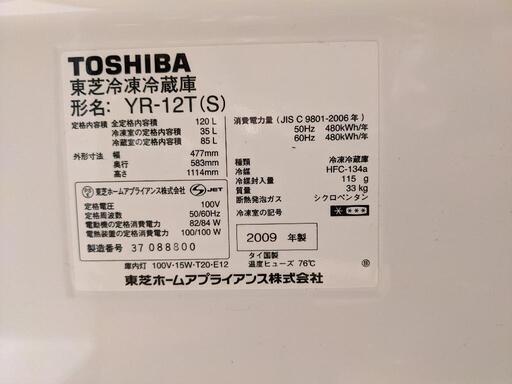 TOSHIBA
東芝冷凍冷蔵庫
形名: YR-12T(S)
定格内容積 全定格内容積 120 L
冷凍室の定格内容積 35 L
冷蔵室の定格内容積 85 L
外形寸法 幅 477mm
奥行 583mm
高さ 1114mm
東芝ホームアプライアンス株式会社 JET
定格電圧 100V
定格周波数 50/60Hz
電動機の定格消費電力 82/84 W
電熱装置の定格消費電力 100/100 W
製造番号 37 088800
消費電力量 (JIS C 9801-2006 年)
50Hz 480kWh/年
60Hz 480kWh/年
種類 冷凍冷蔵庫
冷媒 HFC-134a
冷媒封入量 115 g
質量 33 kg
断熱発泡ガス シクロペンタン
冷凍室の記号
2009 年製
タイ国製
温度ヒューズ 76℃ Ⓑ
庫内灯 100V-15W-T20-E12
東芝ホームアプライアンス株式会社